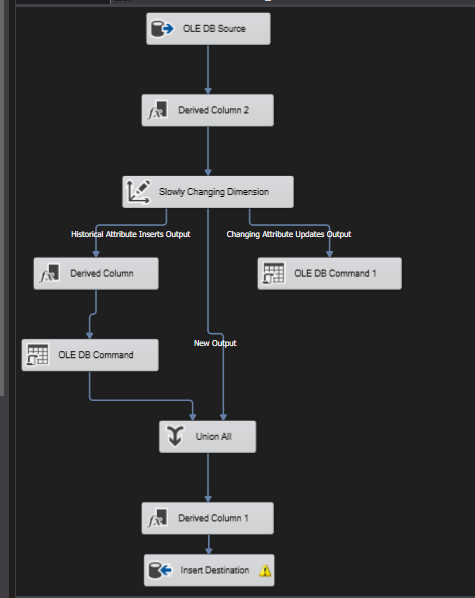 OLE DB Source
Derived Column 2
Slowly Changing Dimension
Historical Attribute Inserts Output
Changing Attribute Updates Output
Derived Column
OLE DB Command 1
New Output
OLE DB Command
Union All
Derived Column 1
Insert Destination